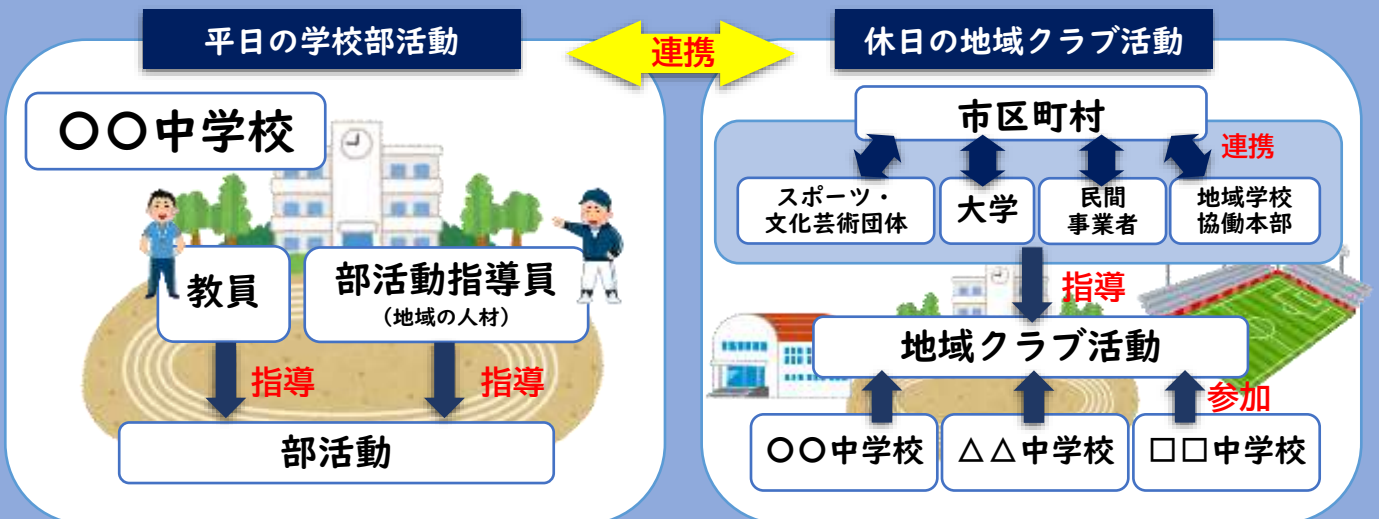 平日の学校部活動
連携
休日の地域クラブ活動
〇〇中学校
教員
部活動指導員
（地域の人材）
指導
指導
部活動
市区町村
連携
スポーツ・
文化芸術団体
大学
民間
事業者
地域学校
協働本部
指導
地域クラブ活動
参加
〇〇中学校
△△中学校
□□中学校